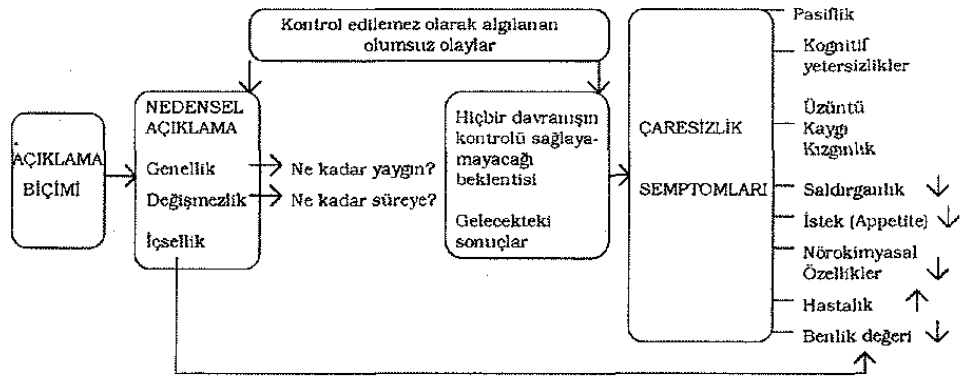 Kontrol edilemez olarak algılanan
olumsuz olaylar
AÇIKLAMA
BİÇİMİ
NEDENSEL
AÇIKLAMA
Genellik
Değişmezlik
İçsellik
Ne kadar yaygın?
Ne kadar süreye?
Hiçbir davranışın
kontrolü sağlaya-
mayacağı
beklentisi
Gelecekteki
sonuçlar
ÇARESİZLİK
SEMPTOMLARI
Pasiflik
Kognitif
yetersizlikler
Üzüntü
Kaygı
Kızgınlık
Saldırganlık
İstek (Appetite)
Nörokimyasal
Özellikler
Hastalık
Benlik değeri